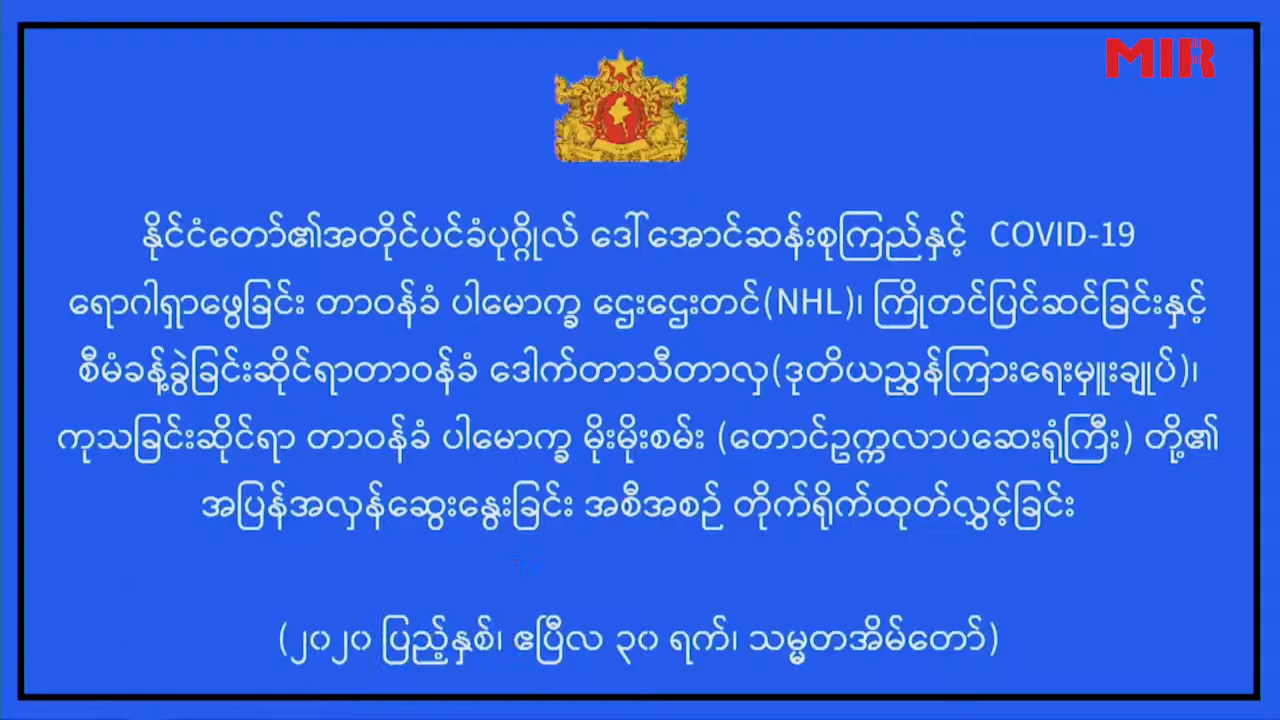 MIR
နိုင်ငံတော်၏အတိုင်ပင်ခံပုဂ္ဂိုလ် ဒေါ်အောင်ဆန်းစုကြည်နှင့် COVID-19
ရောဂါရှာဖွေခြင်း တာဝန်ခံ ပါမောက္ခ ဌေးဌေးတင်(NHL)၊ ကြိုတင်ပြင်ဆင်ခြင်းနှင့်
စီမံခန့်ခွဲခြင်းဆိုင်ရာတာဝန်ခံ ဒေါက်တာသီတာလှ(ဒုတိယညွှန်ကြားရေးမှူးချုပ်)၊
ကုသခြင်းဆိုင်ရာ တာဝန်ခံ ပါမောက္ခ မိုးမိုးစမ်း (တောင်ဥက္ကလာပဆေးရုံကြီး) တို့၏
အပြန်အလှန်ဆွေးနွေးခြင်း အစီအစဉ် တိုက်ရိုက်ထုတ်လွှင့်ခြင်း
(၂၀၂၀ ပြည့်နှစ်၊ ဧပြီလ ၃၀ ရက်၊ သမ္မတအိမ်တော်)